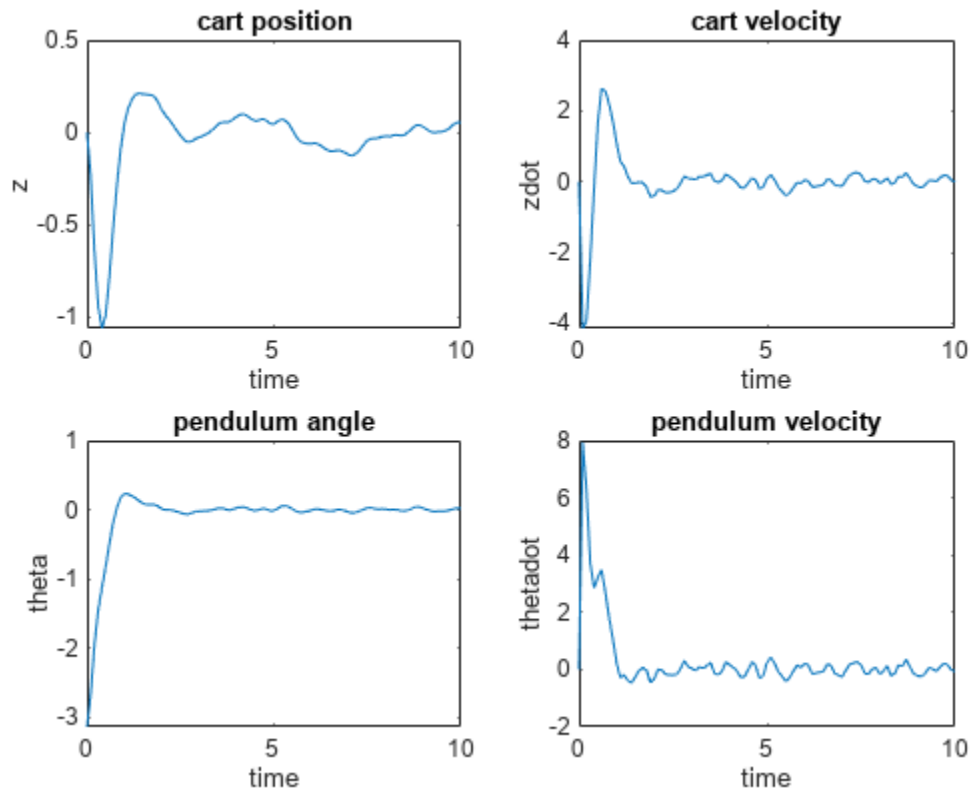 cart position
0.5
0
-0.5
-1
z
0
5
10
time
cart velocity
4
2
0
-2
-4
zdot
0
5
10
time
pendulum angle
1
0
-1
-2
-3
theta
0
5
10
time
pendulum velocity
8
6
4
2
0
-2
thetadot
0
5
10
time